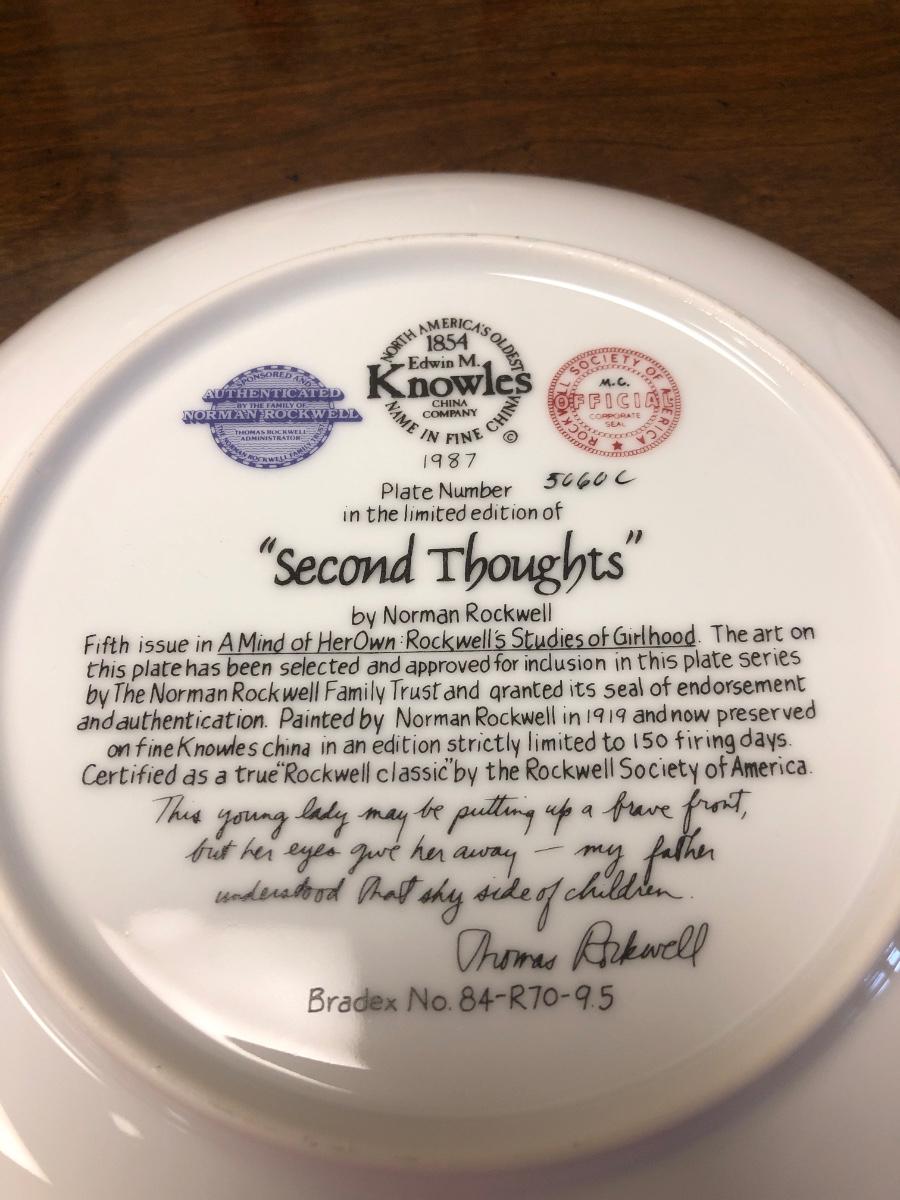 SPONSORED AND
AUTHENTICATED
BY THE FAMILY OF
NORMAN ROCKWELL
THOMAS ROCKWELL
ADMINISTRATOR
NORMAN ROCKWELL FAMILY TRUST
NORTH AMERICA'S OLDEST
1854
Edwin M.
Knowles
CHINA
COMPANY
NAME IN FINE CHINA
©
ROCKWELL SOCIETY OF AMERICA
M.G.
OFFICIAL
CORPORATE
SEAL
1987
Plate Number 5660C
in the limited edition of
“Second Thoughts”
by Norman Rockwell
Fifth issue in A Mind of Her Own: Rockwell's Studies of Girlhood. The art on
this plate has been selected and approved for inclusion in this plate series
by The Norman Rockwell Family Trust and granted its seal of endorsement
and authentication. Painted by Norman Rockwell in 1919 and now preserved
on fine Knowles china in an edition strictly limited to 150 firing days.
Certified as a true “Rockwell classic” by the Rockwell Society of America.
This young lady may be putting up a brave front,
but her eyes give her away — my father
understood that shy side of children.
Thomas Rockwell
Bradex No. 84-R70-9.5